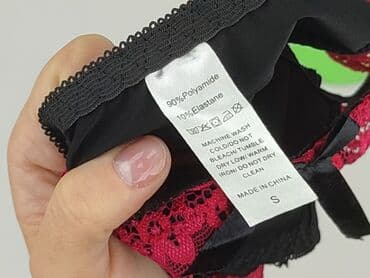 90%Polyamide
10%Elastane
MACHINE WASH
COLD/DO NOT
BLEACH/TUMBLE
DRY LOW/ WARM
IRON/ DO NOT DRY
CLEAN
MADE IN CHINA
S